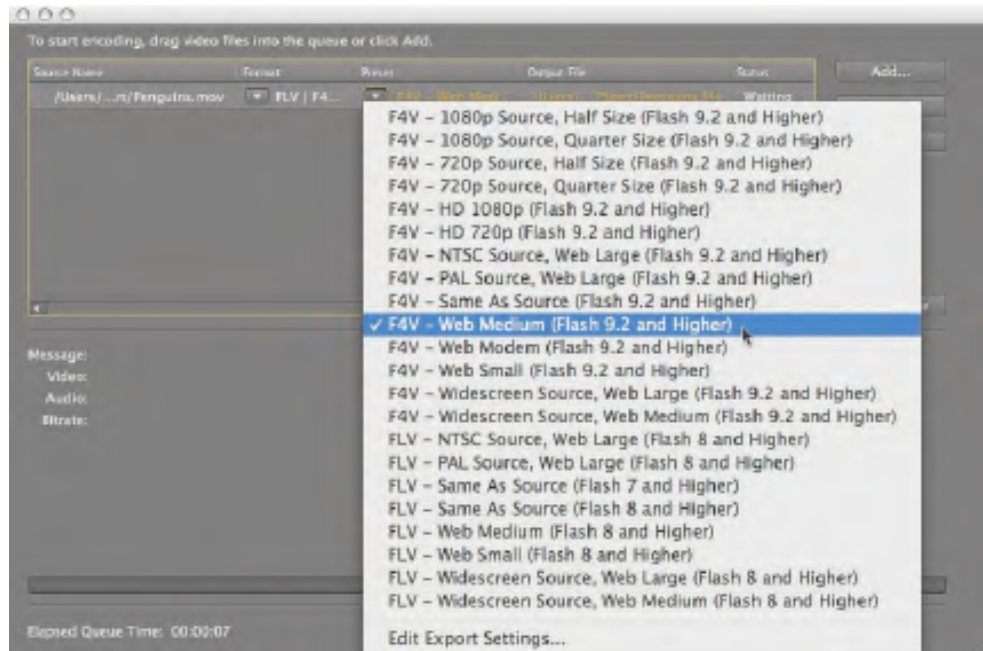 To start encoding, drag video files into the queue or click Add.
Source Name Format Preset Output File Status Add...
/Users/...rt/Penguins.mov FLV | F4... F4V - Web Medi... Waiting
F4V – 1080p Source, Half Size (Flash 9.2 and Higher)
F4V – 1080p Source, Quarter Size (Flash 9.2 and Higher)
F4V – 720p Source, Half Size (Flash 9.2 and Higher)
F4V – 720p Source, Quarter Size (Flash 9.2 and Higher)
F4V – HD 1080p (Flash 9.2 and Higher)
F4V – HD 720p (Flash 9.2 and Higher)
F4V – NTSC Source, Web Large (Flash 9.2 and Higher)
F4V – PAL Source, Web Large (Flash 9.2 and Higher)
F4V – Same As Source (Flash 9.2 and Higher)
✓ F4V – Web Medium (Flash 9.2 and Higher)
F4V – Web Modem (Flash 9.2 and Higher)
F4V – Web Small (Flash 9.2 and Higher)
F4V – Widescreen Source, Web Large (Flash 9.2 and Higher)
F4V – Widescreen Source, Web Medium (Flash 9.2 and Higher)
FLV – NTSC Source, Web Large (Flash 8 and Higher)
FLV – PAL Source, Web Large (Flash 8 and Higher)
FLV – Same As Source (Flash 7 and Higher)
FLV – Same As Source (Flash 8 and Higher)
FLV – Web Medium (Flash 8 and Higher)
FLV – Web Small (Flash 8 and Higher)
FLV – Widescreen Source, Web Large (Flash 8 and Higher)
FLV – Widescreen Source, Web Medium (Flash 8 and Higher)
Edit Export Settings...
Message:
Video:
Audio:
Bitrate:
Elapsed Queue Time: 00:00:07